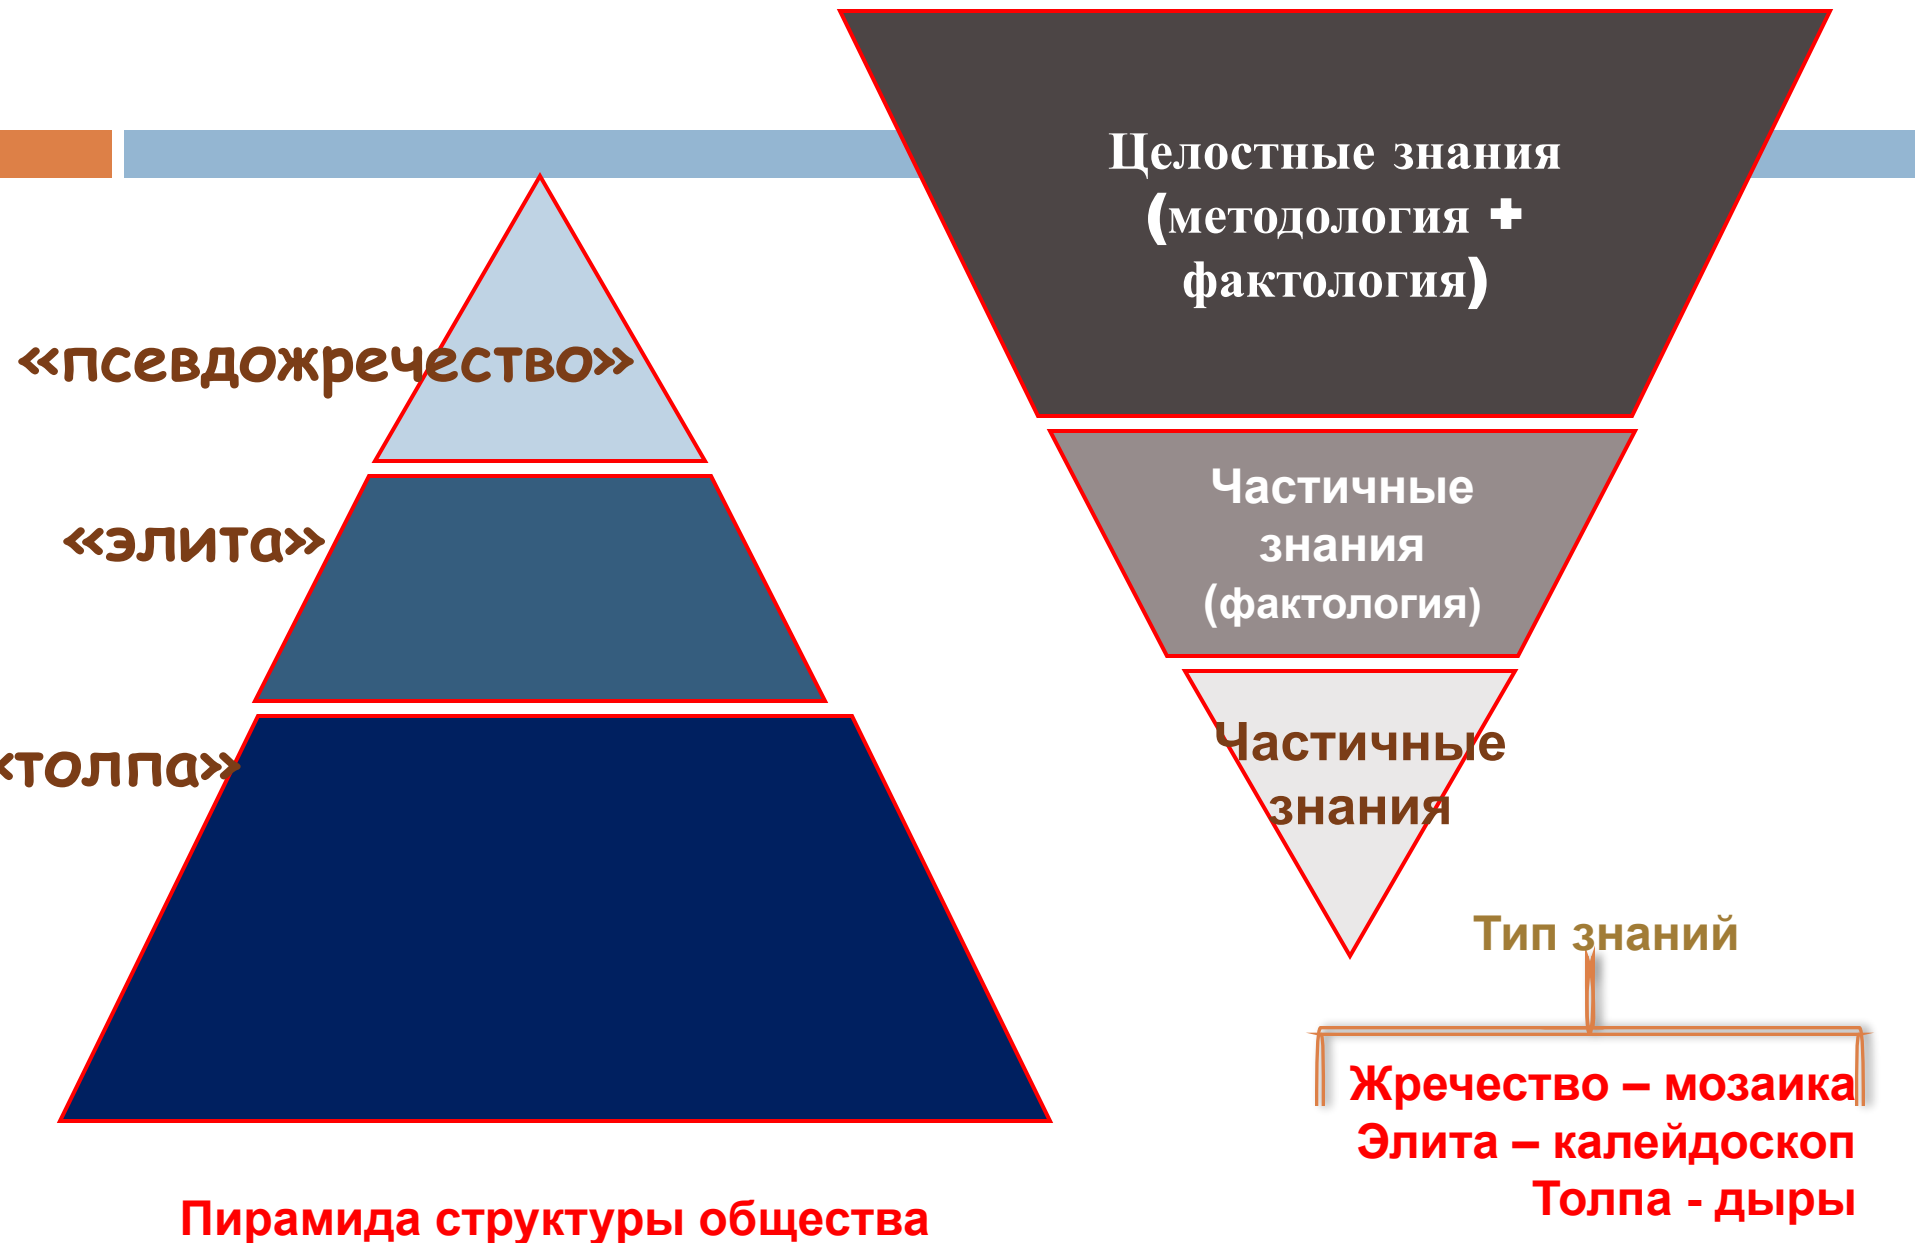 «псевдожречество»
«элита»
«толпа»
Пирамида структуры общества
Целостные знания
(методология +
фактология)
Частичные
знания
(фактология)
Частичные
знания
Тип знаний
Жречество – мозаика
Элита – калейдоскоп
Толпа - дыры